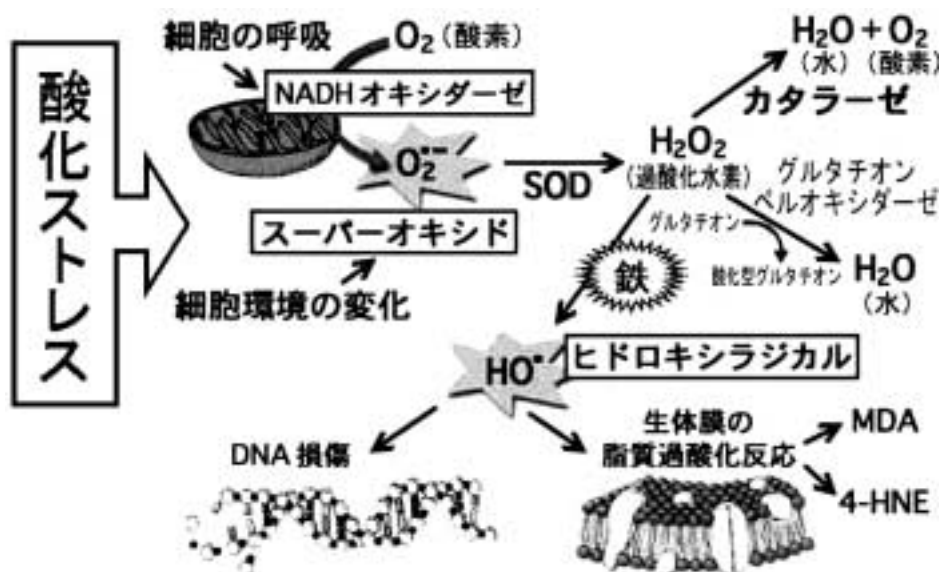 酸化ストレス
細胞の呼吸
O₂（酸素）
NADHオキシダーゼ
O₂•−
スーパーオキシド
細胞環境の変化
SOD
H₂O₂
（過酸化水素）
H₂O + O₂
（水）（酸素）
カタラーゼ
グルタチオン
ペルオキシダーゼ
グルタチオン
酸化型グルタチオン
H₂O
（水）
鉄
HO•
ヒドロキシラジカル
DNA 損傷
生体膜の
脂質過酸化反応
MDA
4-HNE